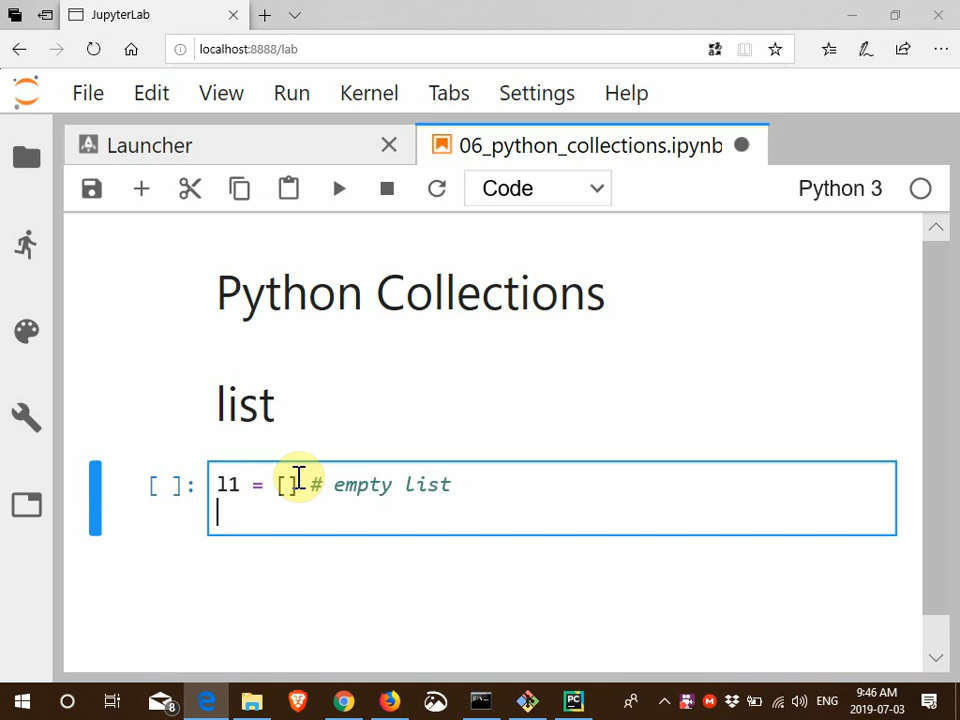 JupyterLab
localhost:8888/lab
File Edit View Run Kernel Tabs Settings Help
Launcher 06_python_collections.ipynb
Code Python 3
Python Collections
list
[ ]: l1 = [] # empty list
8 PC ENG 9:46 AM
2019-07-03